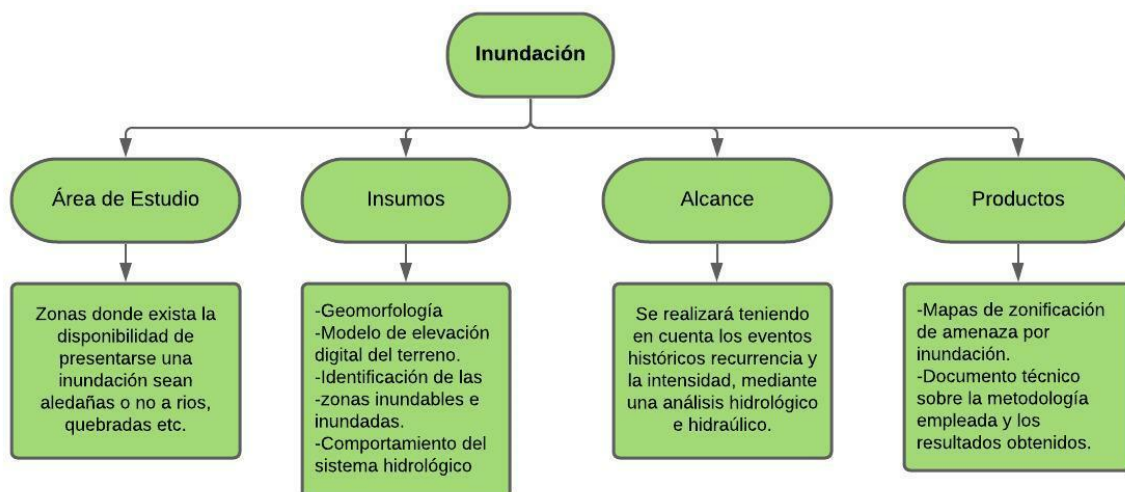 Inundación
Área de Estudio
Insumos
Alcance
Productos
Zonas donde exista la
disponibilidad de
presentarse una
inundación sean
aledañas o no a rios,
quebradas etc.
-Geomorfología
-Modelo de elevación
digital del terreno.
-Identificación de las
-zonas inundables e
inundadas.
-Comportamiento del
sistema hidrológico
Se realizará teniendo
en cuenta los eventos
históricos recurrencia y
la intensidad, mediante
una análisis hidrológico
e hidraúlico.
-Mapas de zonificación
de amenaza por
inundación.
-Documento técnico
sobre la metodología
empleada y los
resultados obtenidos.